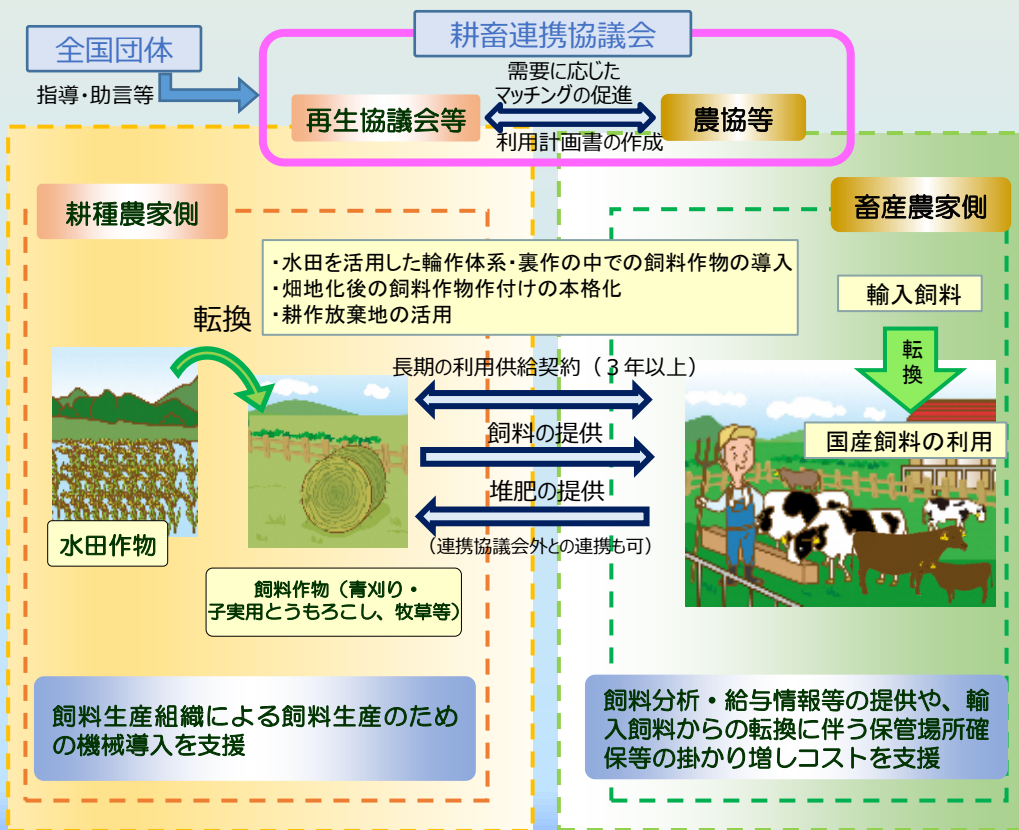 全国団体
指導・助言等
耕畜連携協議会
需要に応じた
マッチングの促進
再生協議会等
農協等
利用計画書の作成
耕種農家側
畜産農家側
・水田を活用した輪作体系・裏作の中での飼料作物の導入
・畑地化後の飼料作物作付けの本格化
・耕作放棄地の活用
輸入飼料
転換
転
換
長期の利用供給契約（３年以上）
国産飼料の利用
飼料の提供
堆肥の提供
（連携協議会外との連携も可）
水田作物
飼料作物（青刈り・
子実用とうもろこし、牧草等）
飼料生産組織による飼料生産のため
の機械導入を支援
飼料分析・給与情報等の提供や、輸
入飼料からの転換に伴う保管場所確
保等の掛かり増しコストを支援